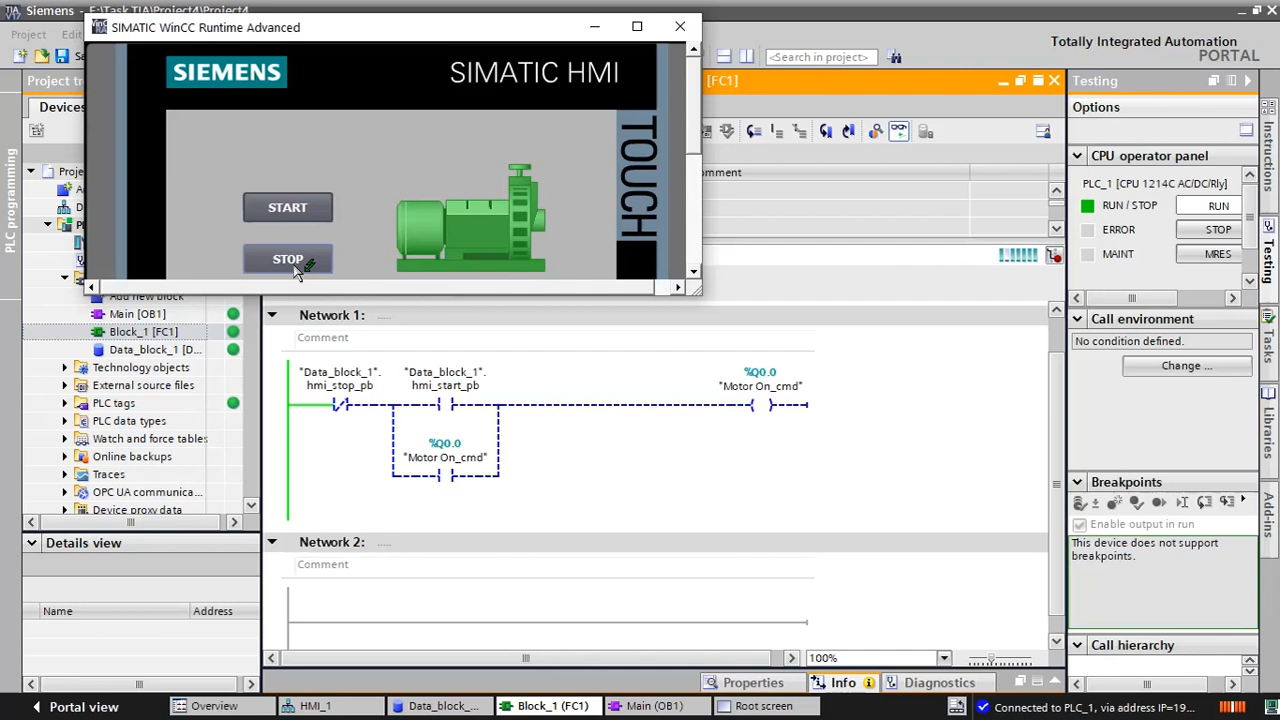 Siemens - E:\Task TIA\Project4\Project4
SIMATIC WinCC Runtime Advanced
Project
Totally Integrated Automation
PORTAL
<Search in project>
SIEMENS
SIMATIC HMI
TOUCH
START
STOP
Project tre
[FC1]
Testing
Devices
Options
CPU operator panel
PLC_1 [CPU 1214C AC/DC/Rly]
RUN / STOP
RUN
ERROR
STOP
MAINT
MRES
PLC programming
Add new block
Main [OB1]
Block_1 [FC1]
Data_block_1 [D...
Technology objects
External source files
PLC tags
PLC data types
Watch and force tables
Online backups
Traces
OPC UA communica...
Device proxy data
Details view
Name
Address
Network 1:
Comment
"Data_block_1".
hmi_stop_pb
"Data_block_1".
hmi_start_pb
%Q0.0
"Motor On_cmd"
%Q0.0
"Motor On_cmd"
Network 2:
Comment
100%
Call environment
No condition defined.
Change ...
Breakpoints
Enable output in run
This device does not support
breakpoints.
Call hierarchy
Instructions
Testing
Tasks
Libraries
Add-ins
Properties
Info
Diagnostics
Portal view
Overview
HMI_1
Data_block_...
Block_1 (FC1)
Main (OB1)
Root screen
Connected to PLC_1, via address IP=19...